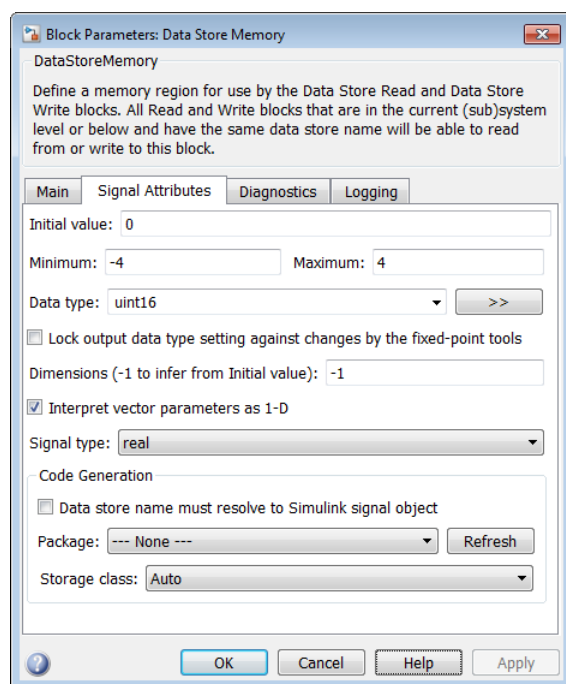 Block Parameters: Data Store Memory
DataStoreMemory
Define a memory region for use by the Data Store Read and Data Store
Write blocks. All Read and Write blocks that are in the current (sub)system
level or below and have the same data store name will be able to read
from or write to this block.
Main Signal Attributes Diagnostics Logging
Initial value: 0
Minimum: -4 Maximum: 4
Data type: uint16 >>
Lock output data type setting against changes by the fixed-point tools
Dimensions (-1 to infer from Initial value): -1
Interpret vector parameters as 1-D
Signal type: real
Code Generation
Data store name must resolve to Simulink signal object
Package: --- None --- Refresh
Storage class: Auto
? OK Cancel Help Apply